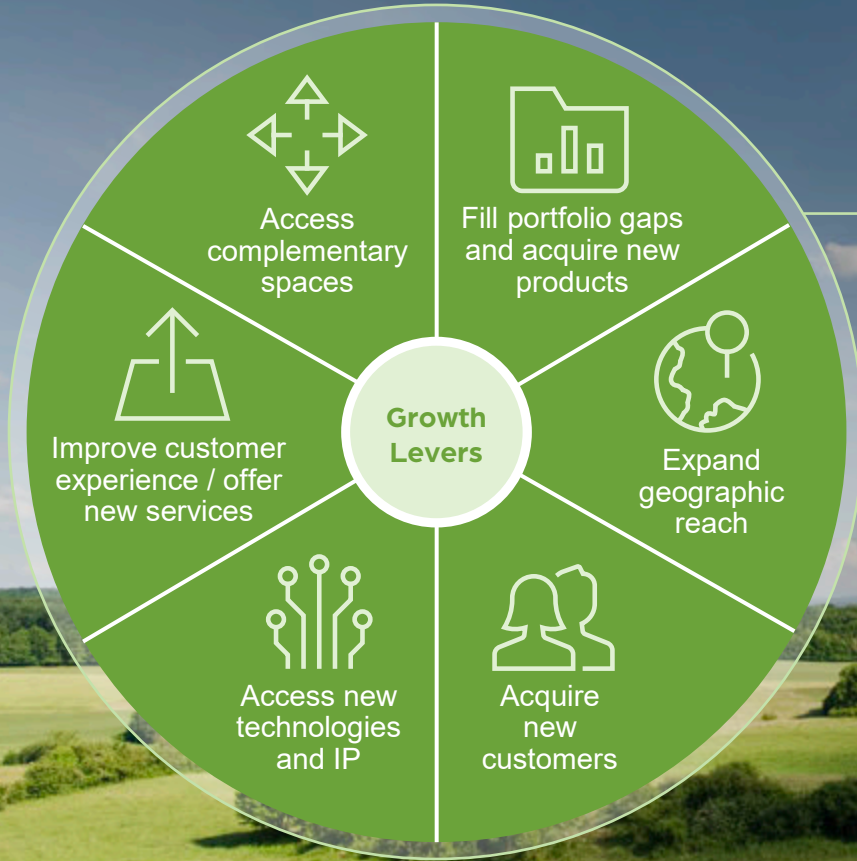 Access
complementary
spaces
Fill portfolio gaps
and acquire new
products
Improve customer
experience / offer
new services
Growth
Levers
Expand
geographic
reach
Access new
technologies
and IP
Acquire
new
customers